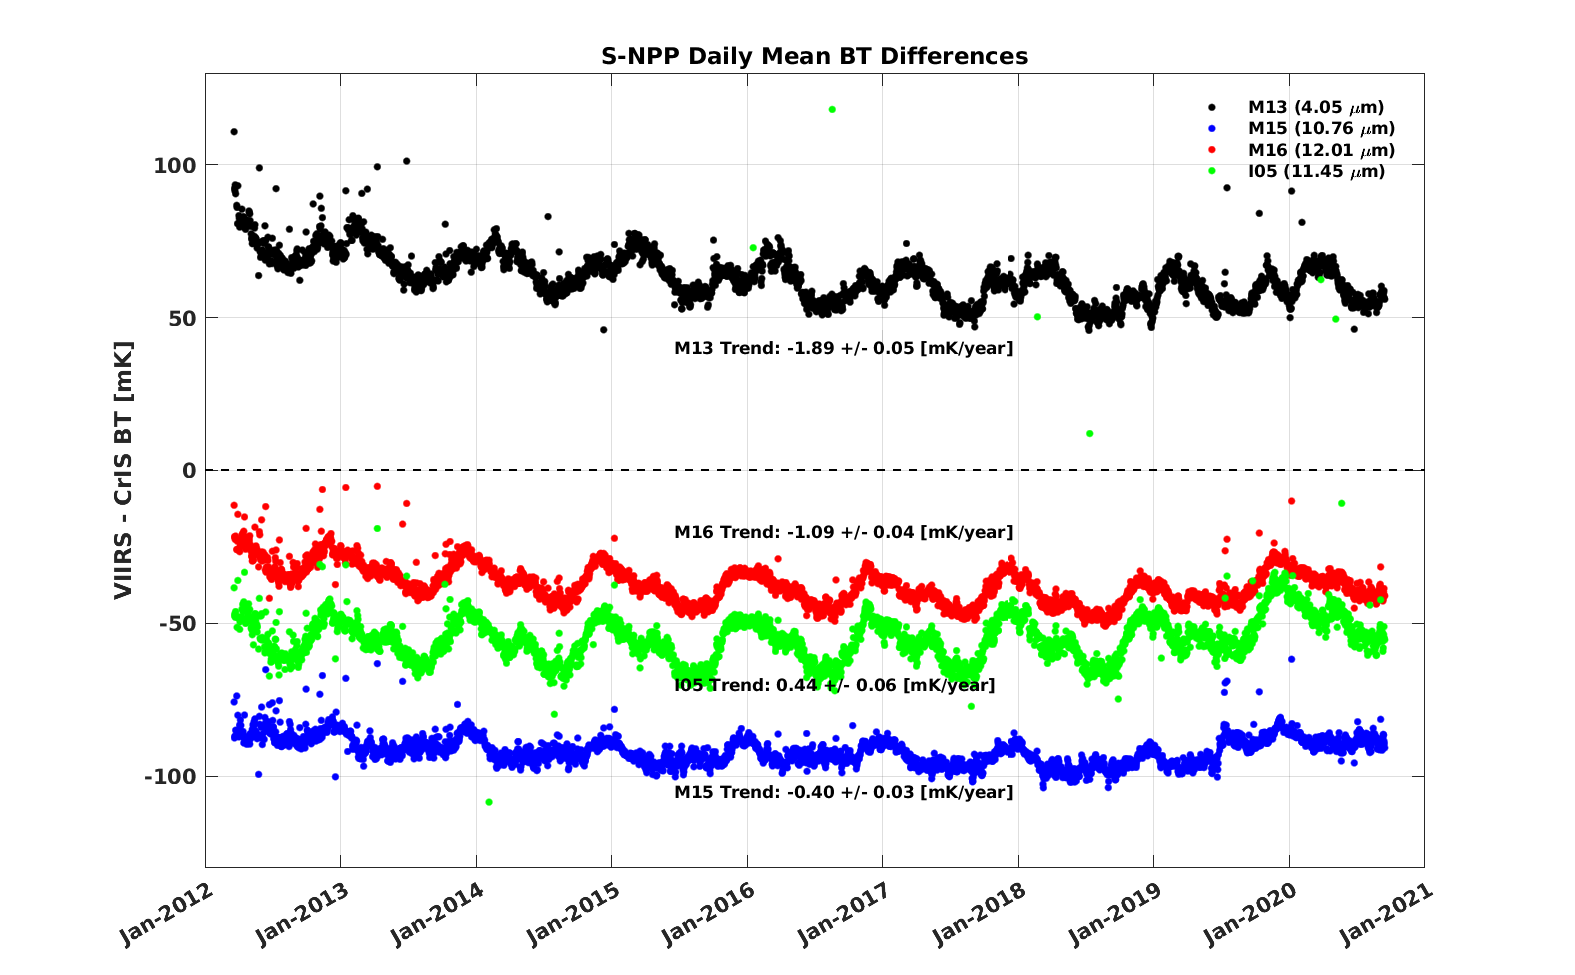 S-NPP Daily Mean BT Differences
M13 (4.05 μm)
M15 (10.76 μm)
M16 (12.01 μm)
I05 (11.45 μm)
VIIRS - CrIS BT [mK]
100
50
0
-50
-100
M13 Trend: -1.89 +/- 0.05 [mK/year]
M16 Trend: -1.09 +/- 0.04 [mK/year]
I05 Trend: 0.44 +/- 0.06 [mK/year]
M15 Trend: -0.40 +/- 0.03 [mK/year]
Jan-2012
Jan-2013
Jan-2014
Jan-2015
Jan-2016
Jan-2017
Jan-2018
Jan-2019
Jan-2020
Jan-2021